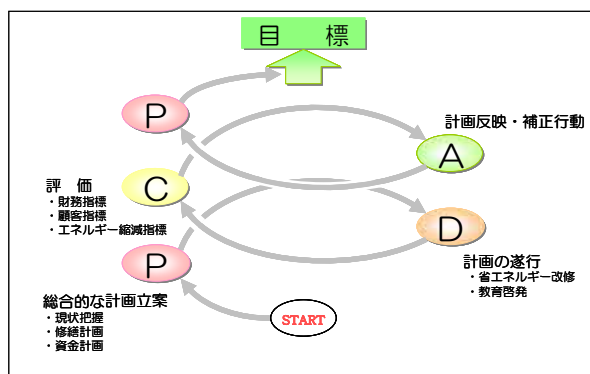 目　標
P
計画反映・補正行動
A
評　価
・財務指標
・顧客指標
・エネルギー縮減指標
C
D
計画の遂行
・省エネルギー改修
・教育啓発
P
総合的な計画立案
・現状把握
・修繕計画
・資金計画
START